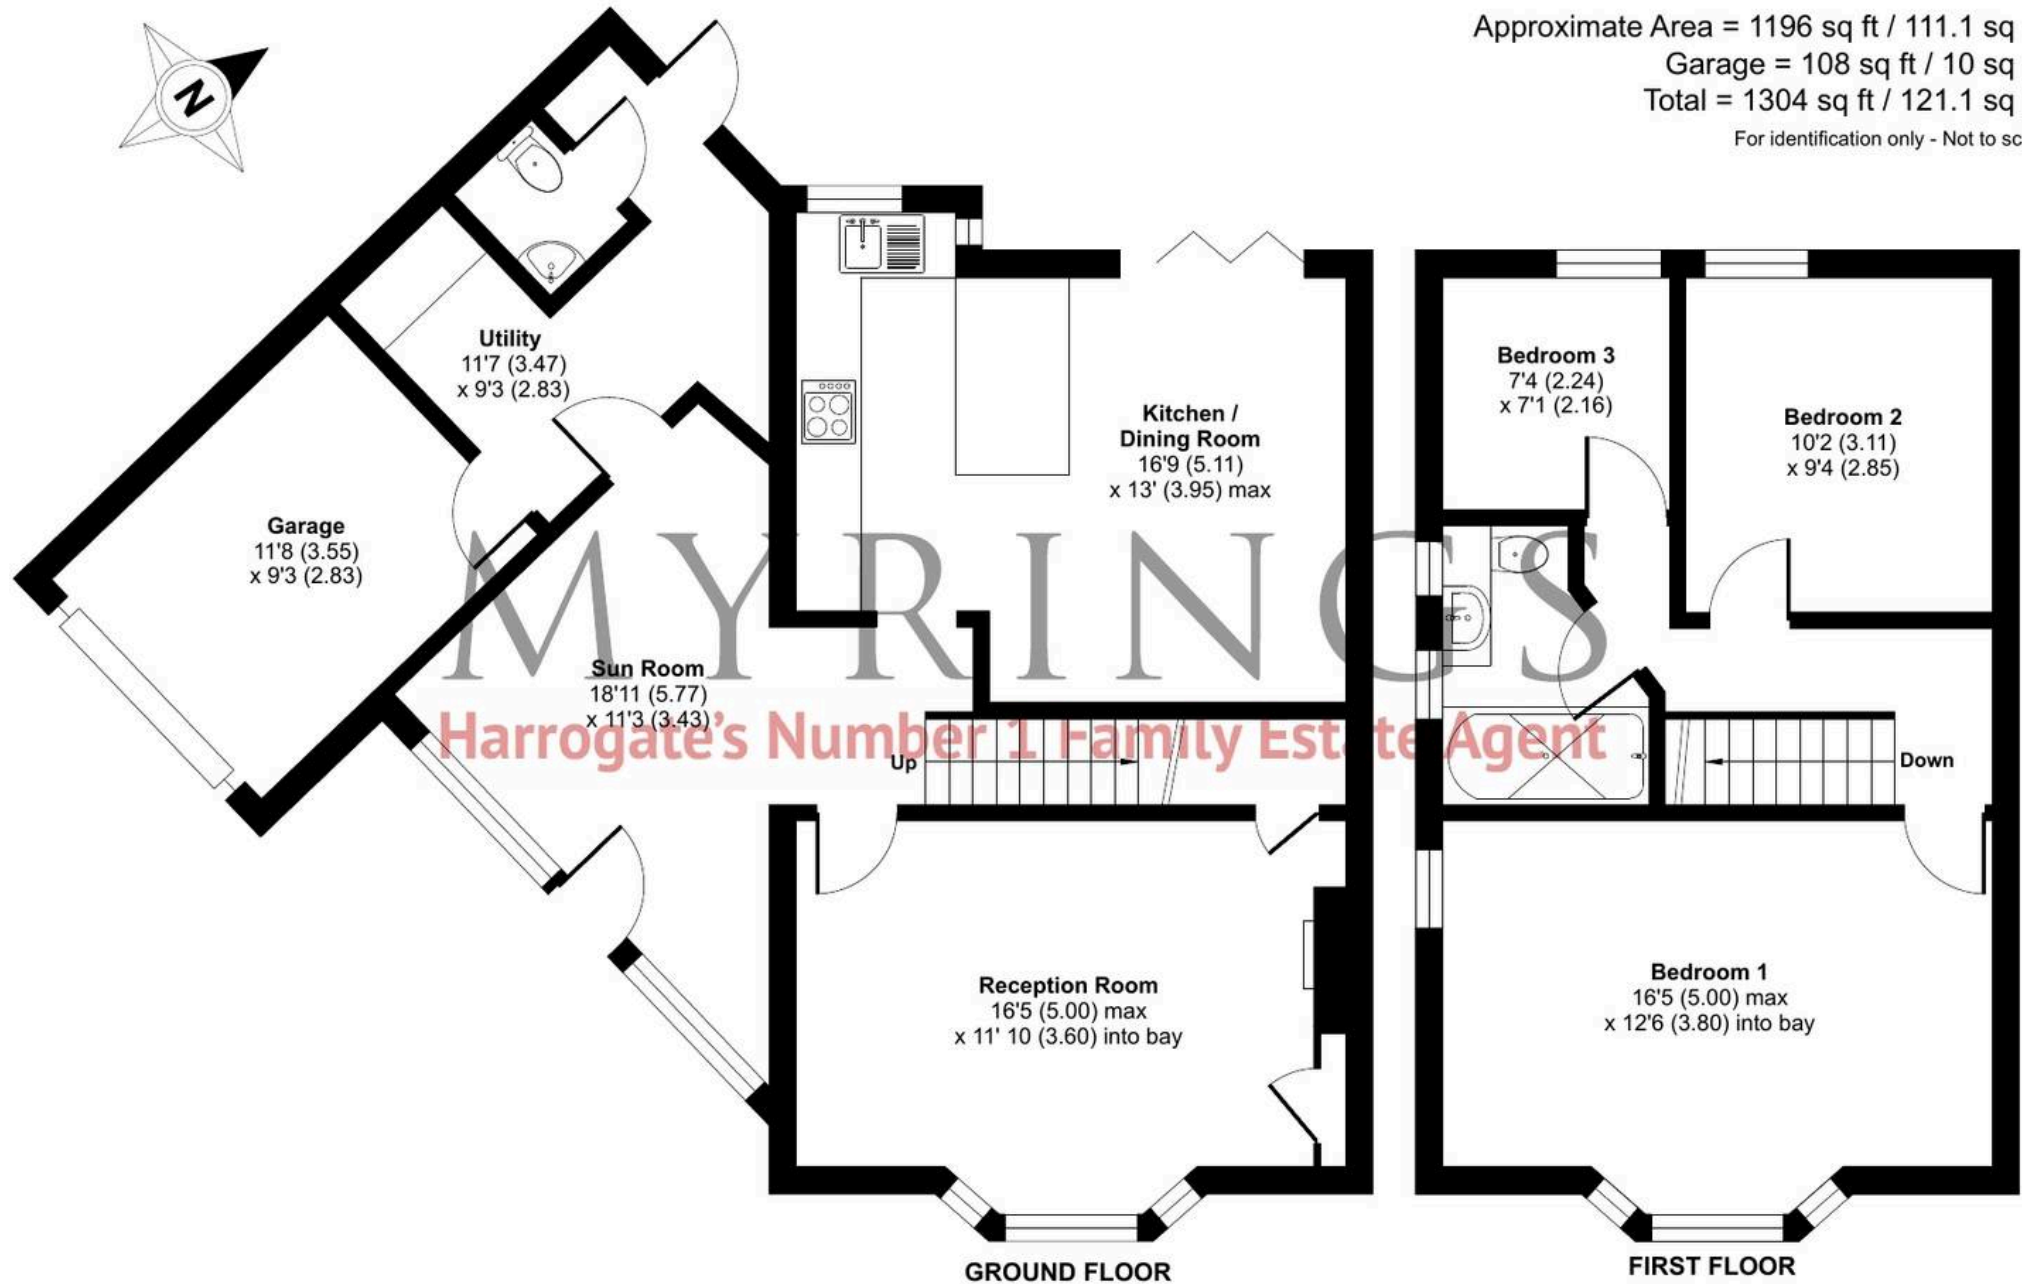 N
Approximate Area = 1196 sq ft / 111.1 sq
Garage = 108 sq ft / 10 sq
Total = 1304 sq ft / 121.1 sq
For identification only - Not to sc
Utility
11'7 (3.47)
x 9'3 (2.83)
Kitchen /
Dining Room
16'9 (5.11)
x 13' (3.95) max
Garage
11'8 (3.55)
x 9'3 (2.83)
Sun Room
18'11 (5.77)
x 11'3 (3.43)
Up
Reception Room
16'5 (5.00) max
x 11' 10 (3.60) into bay
GROUND FLOOR
Bedroom 3
7'4 (2.24)
x 7'1 (2.16)
Bedroom 2
10'2 (3.11)
x 9'4 (2.85)
Down
Bedroom 1
16'5 (5.00) max
x 12'6 (3.80) into bay
FIRST FLOOR
MYRINGS
Harrogate's Number 1 Family Estate Agent